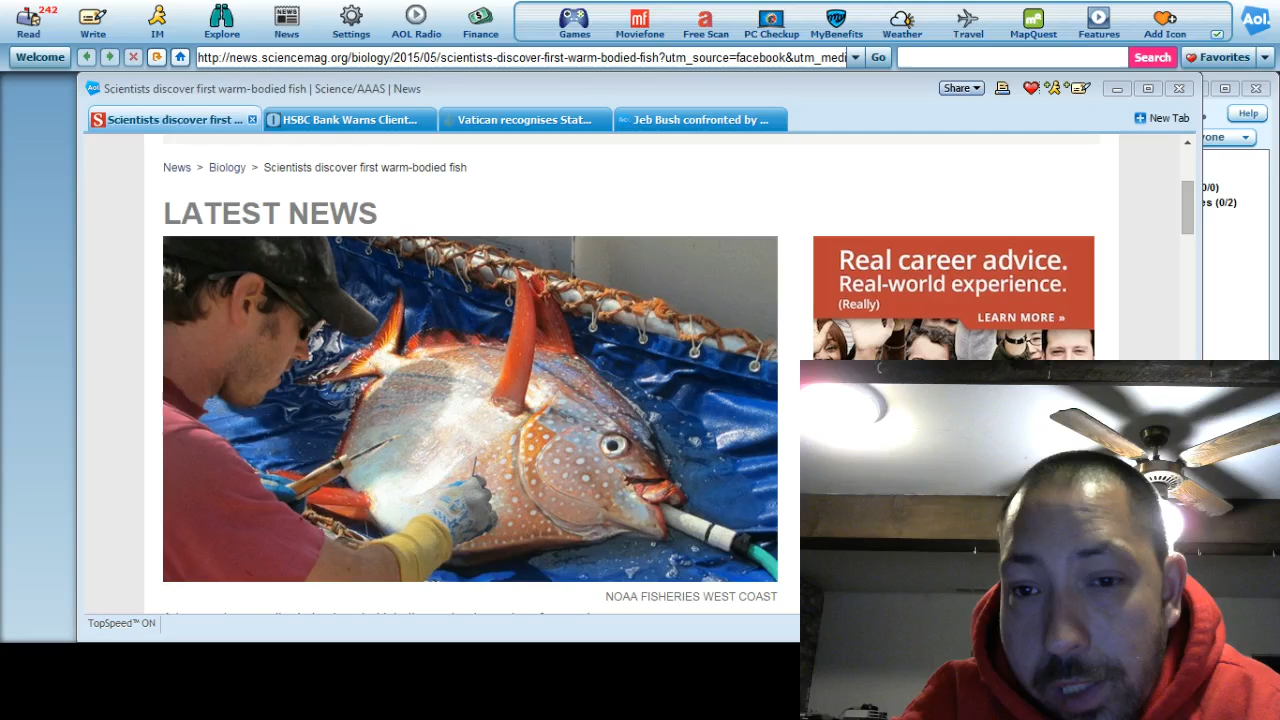 242
Read
Write
IM
Explore
News
Settings
AOL Radio
Finance
Games
Moviefone
Free Scan
PC Checkup
MyBenefits
Weather
Travel
MapQuest
Features
Add Icon
Aol.
Welcome
http://news.sciencemag.org/biology/2015/05/scientists-discover-first-warm-bodied-fish?utm_source=facebook&utm_medi
Go
Search
Favorites
Scientists discover first warm-bodied fish | Science/AAAS | News
Share
Help
Scientists discover first ...
HSBC Bank Warns Client...
Vatican recognises Stat...
Jeb Bush confronted by ...
New Tab
one
News > Biology > Scientists discover first warm-bodied fish
/0)
es (0/2)
LATEST NEWS
Real career advice.
Real-world experience.
(Really)
LEARN MORE »
NOAA FISHERIES WEST COAST
TopSpeed™ ON